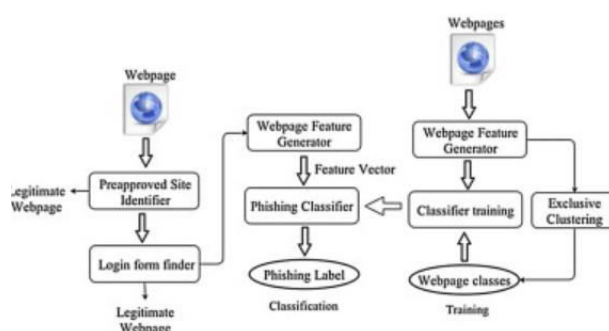 Webpages
Webpage
Webpage Feature
Generator
Webpage Feature
Generator
Feature Vector
Legitimate
Webpage
Preapproved Site
Identifier
Phishing Classifier
Classifier training
Exclusive
Clustering
Login form finder
Phishing Label
Webpage classes
Legitimate
Webpage
Classification
Training